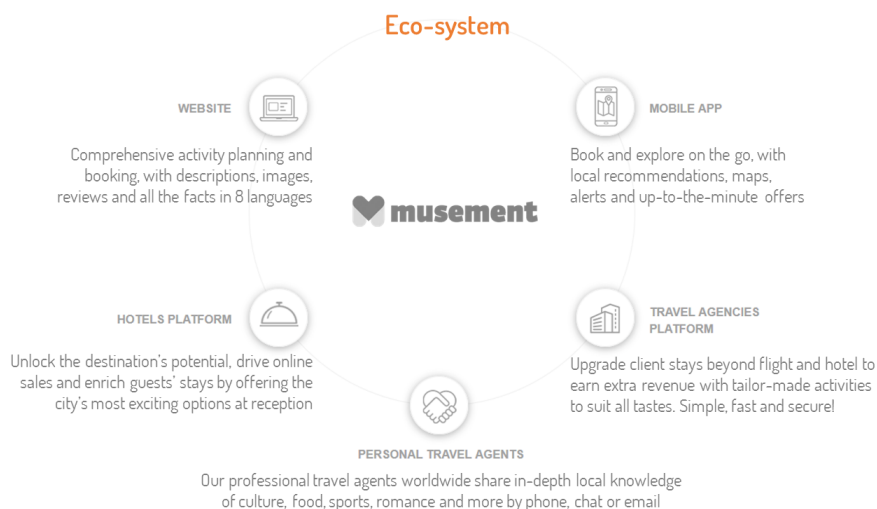 Eco-system
WEBSITE
Comprehensive activity planning and
booking, with descriptions, images,
reviews and all the facts in 8 languages
MOBILE APP
Book and explore on the go, with
local recommendations, maps,
alerts and up-to-the-minute offers
musement
HOTELS PLATFORM
Unlock the destination's potential, drive online
sales and enrich guests' stays by offering the
city's most exciting options at reception
TRAVEL AGENCIES
PLATFORM
Upgrade client stays beyond flight and hotel to
earn extra revenue with tailor-made activities
to suit all tastes. Simple, fast and secure!
PERSONAL TRAVEL AGENTS
Our professional travel agents worldwide share in-depth local knowledge
of culture, food, sports, romance and more by phone, chat or email